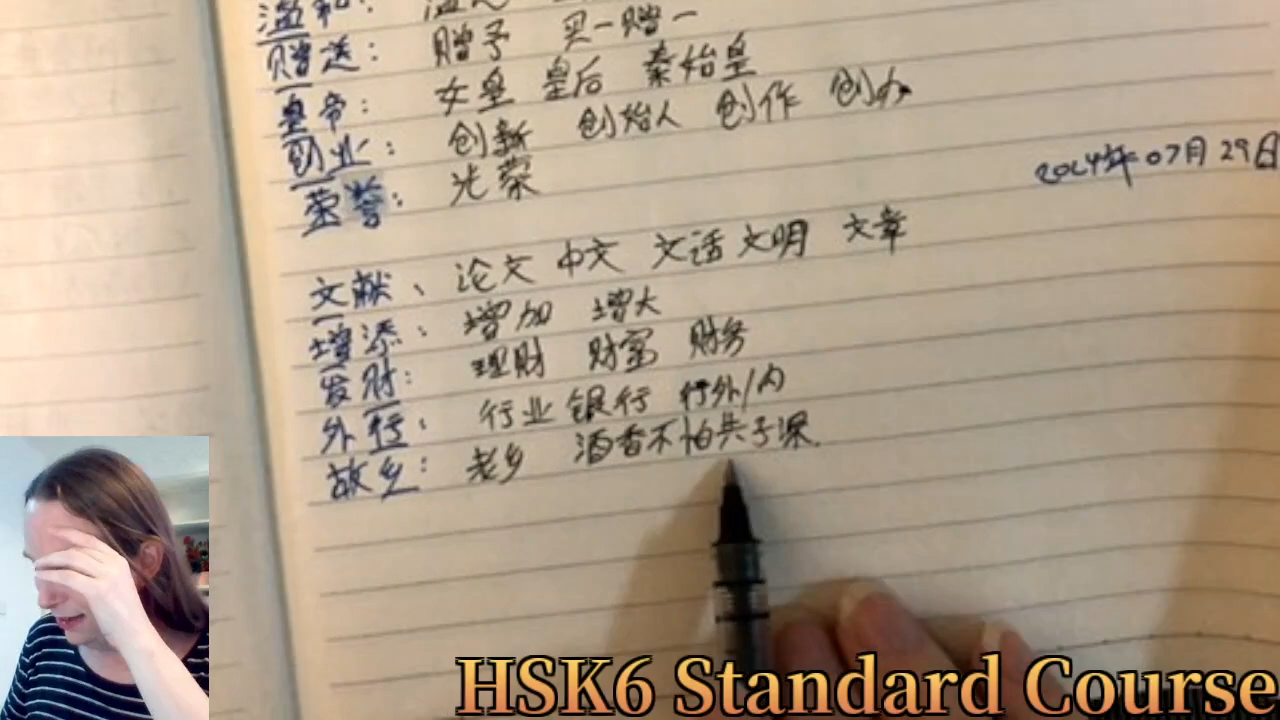 温和：
赠送：赠予 买一赠一
皇帝：女皇 皇后 秦始皇
创业：创新 创始人 创作 创办
荣誉：光荣
2024年07月29日
文献、论文 中文 文话 文明 文章
增添：增加 增大
发财：理财 财富 财务
外行：行业 银行 行外/内
故乡：老乡 酒香不怕共子深
HSK6 Standard Course